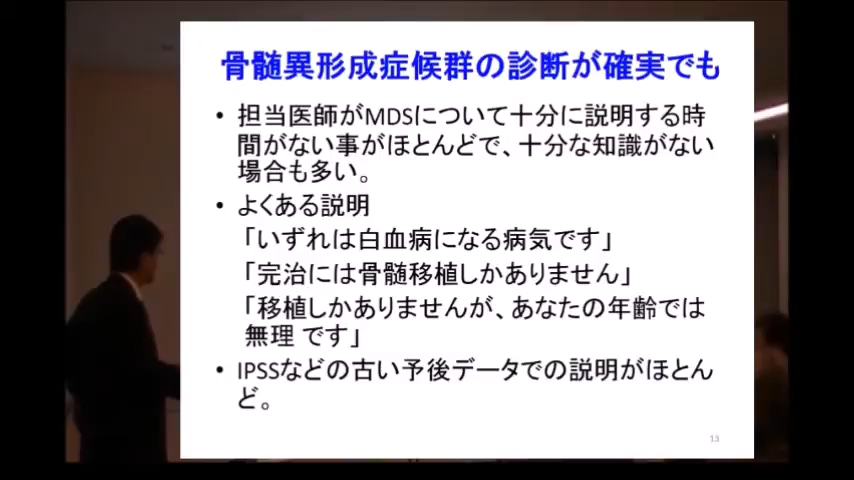 骨髄異形成症候群の診断が確実でも
• 担当医師がMDSについて十分に説明する時
間がない事がほとんどで、十分な知識がない
場合も多い。
• よくある説明
「いずれは白血病になる病気です」
「完治には骨髄移植しかありません」
「移植しかありませんが、あなたの年齢では
無理 です」
• IPSSなどの古い予後データでの説明がほとん
ど。
13